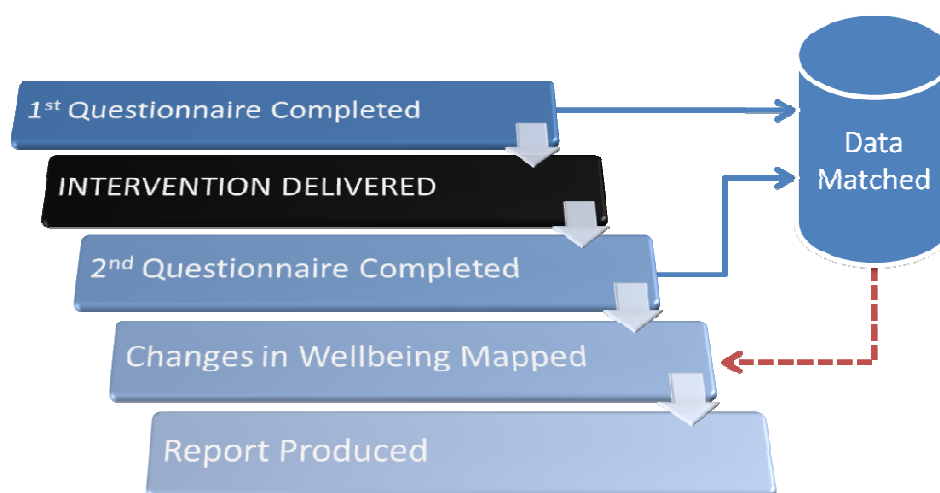 1st Questionnaire Completed
INTERVENTION DELIVERED
2nd Questionnaire Completed
Changes in Wellbeing Mapped
Report Produced
Data
Matched